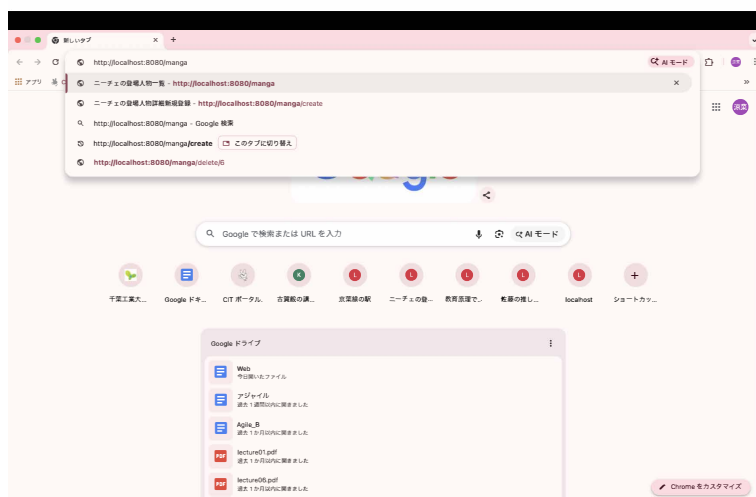 新しいタブ
http://localhost:8080/manga
AI モード
アプリ
ニーチェの登場人物一覧 - http://localhost:8080/manga
ニーチェの登場人物詳細新規登録 - http://localhost:8080/manga/create
http://localhost:8080/manga - Google 検索
http://localhost:8080/manga/create このタブに切り替え
http://localhost:8080/manga/delete/6
Google で検索または URL を入力
AI モード
千葉工業大...
Google ドキ...
CIT ポータル.
K
古賀毅の講...
L
京葉線の駅
L
ニーチェの登...
L
教育原理で...
L
乾藤の推し...
L
localhost
ショートカッ...
Google ドライブ
Web
今日開いたファイル
アジャイル
過去 1 週間以内に開きました
Agile_B
過去 1 か月以内に開きました
PDF
lecture01.pdf
過去 1 か月以内に開きました
PDF
lecture06.pdf
過去 1 か月以内に開きました
Chrome をカスタマイズ